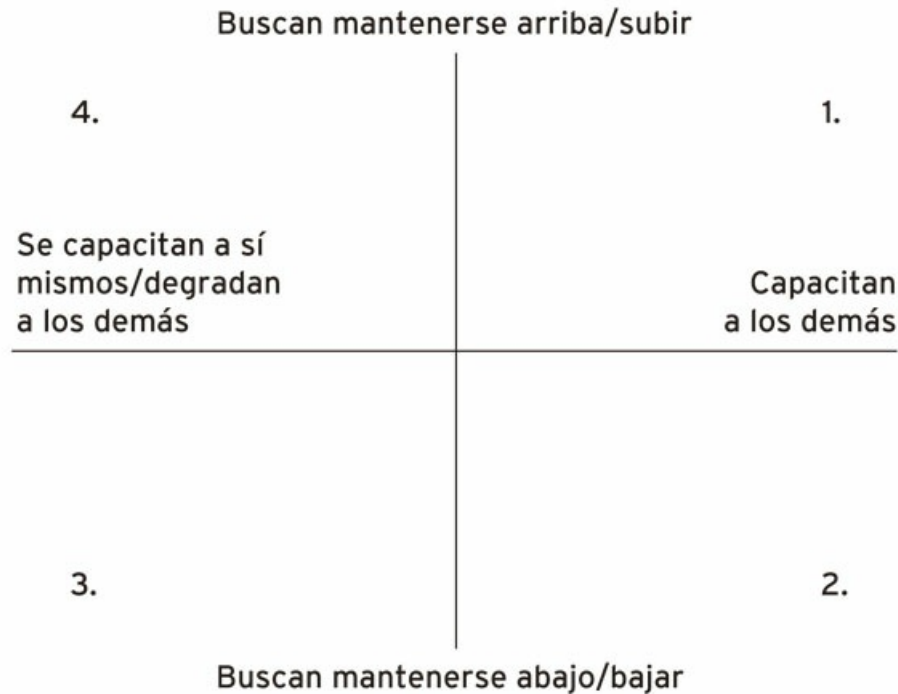 Buscan mantenerse arriba/subir
4.
1.
Se capacitan a sí
mismos/degradan
a los demás
Capacitan
a los demás
3.
2.
Buscan mantenerse abajo/bajar